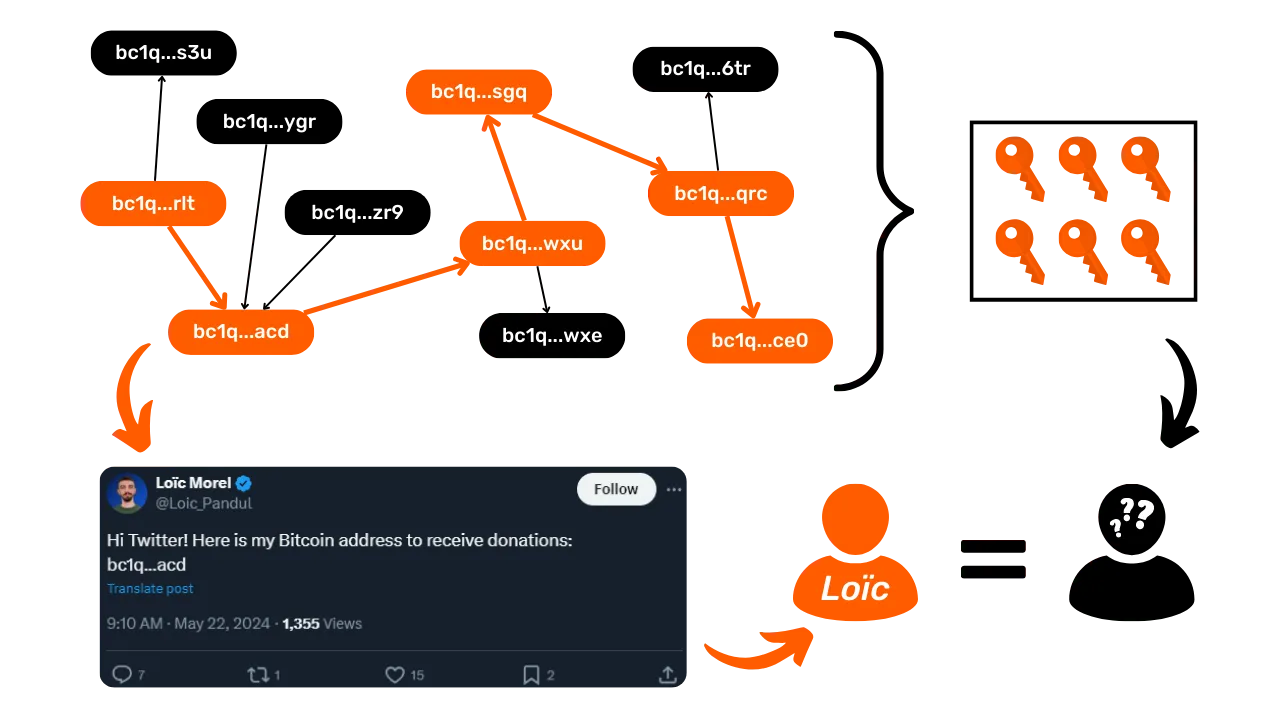 bc1q...s3u
bc1q...ygr
bc1q...rlt
bc1q...zr9
bc1q...acd
bc1q...sgq
bc1q...wxu
bc1q...wxe
bc1q...6tr
bc1q...qrc
bc1q...ce0
Loïc Morel
@Loic_Pandul
Follow
Hi Twitter! Here is my Bitcoin address to receive donations:
bc1q...acd
Translate post
9:10 AM · May 22, 2024 · 1,355 Views
7 1 15 2
Loïc
? ? ?